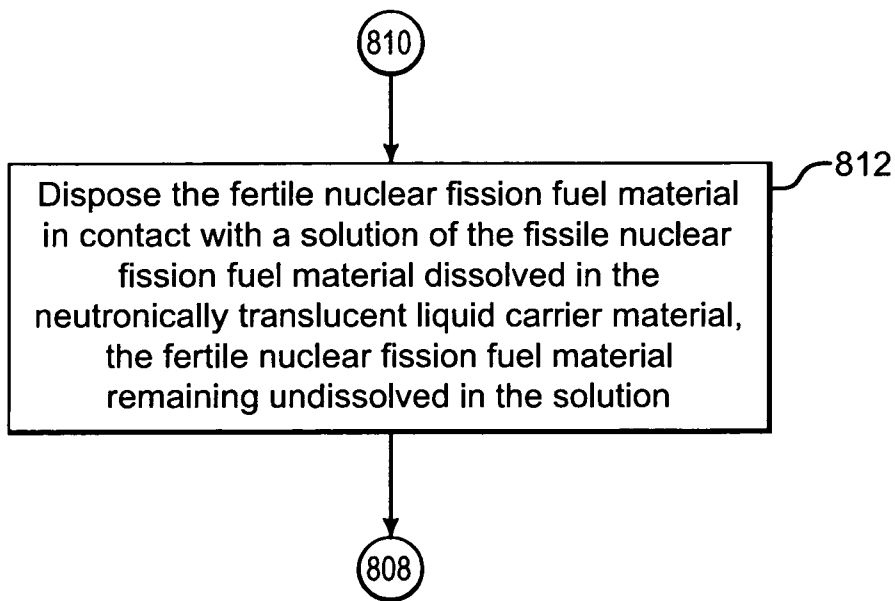 810
812
Dispose the fertile nuclear fission fuel material
in contact with a solution of the fissile nuclear
fission fuel material dissolved in the
neutronically translucent liquid carrier material,
the fertile nuclear fission fuel material
remaining undissolved in the solution
808